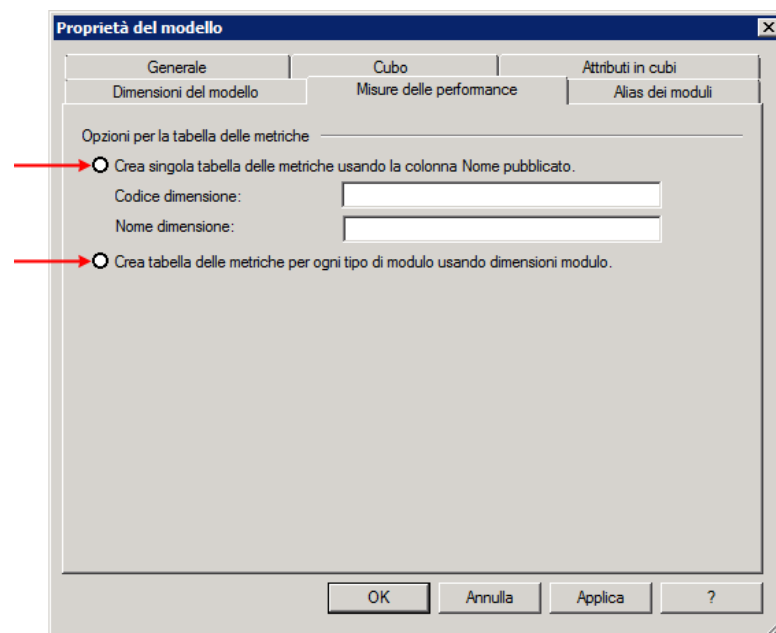 Proprietà del modello
Generale
Cubo
Attributi in cubi
Dimensioni del modello
Misure delle performance
Alias dei moduli
Opzioni per la tabella delle metriche
Crea singola tabella delle metriche usando la colonna Nome pubblicato.
Codice dimensione:
Nome dimensione:
Crea tabella delle metriche per ogni tipo di modulo usando dimensioni modulo.
OK
Annulla
Applica
?